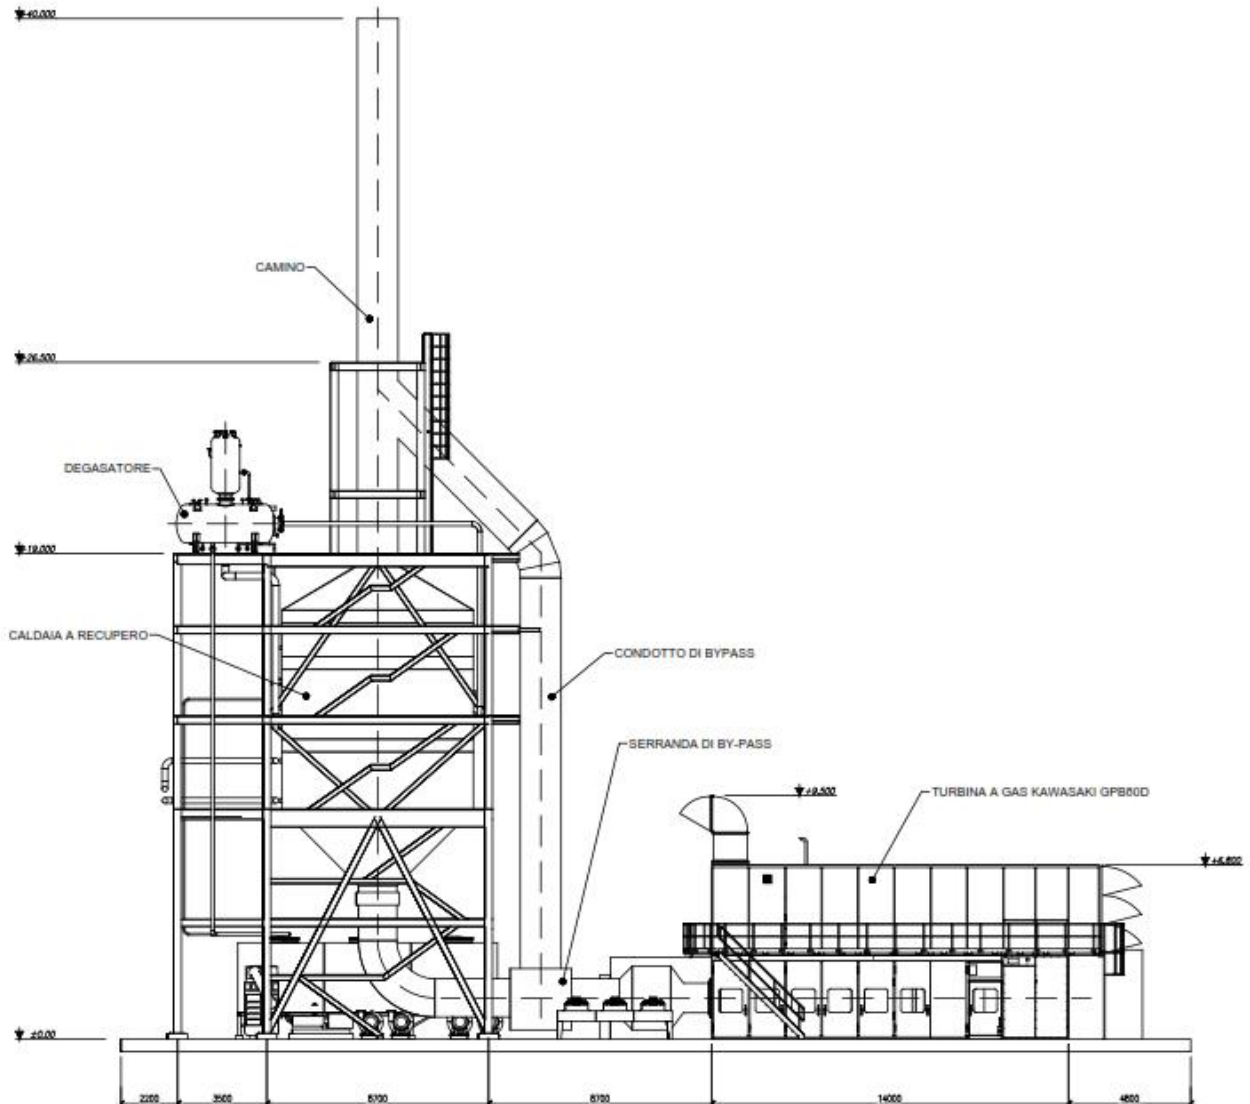 +40.000
CAMINO
+26.500
DEGASATORE
+19.000
CALDAIA A RECUPERO
CONDOTTO DI BYPASS
SERRANDA DI BY-PASS
+9,500
TURBINA A GAS KAWASAKI GPB80D
+6,800
±0.00
2200 3500 8700 8700 14000 4800